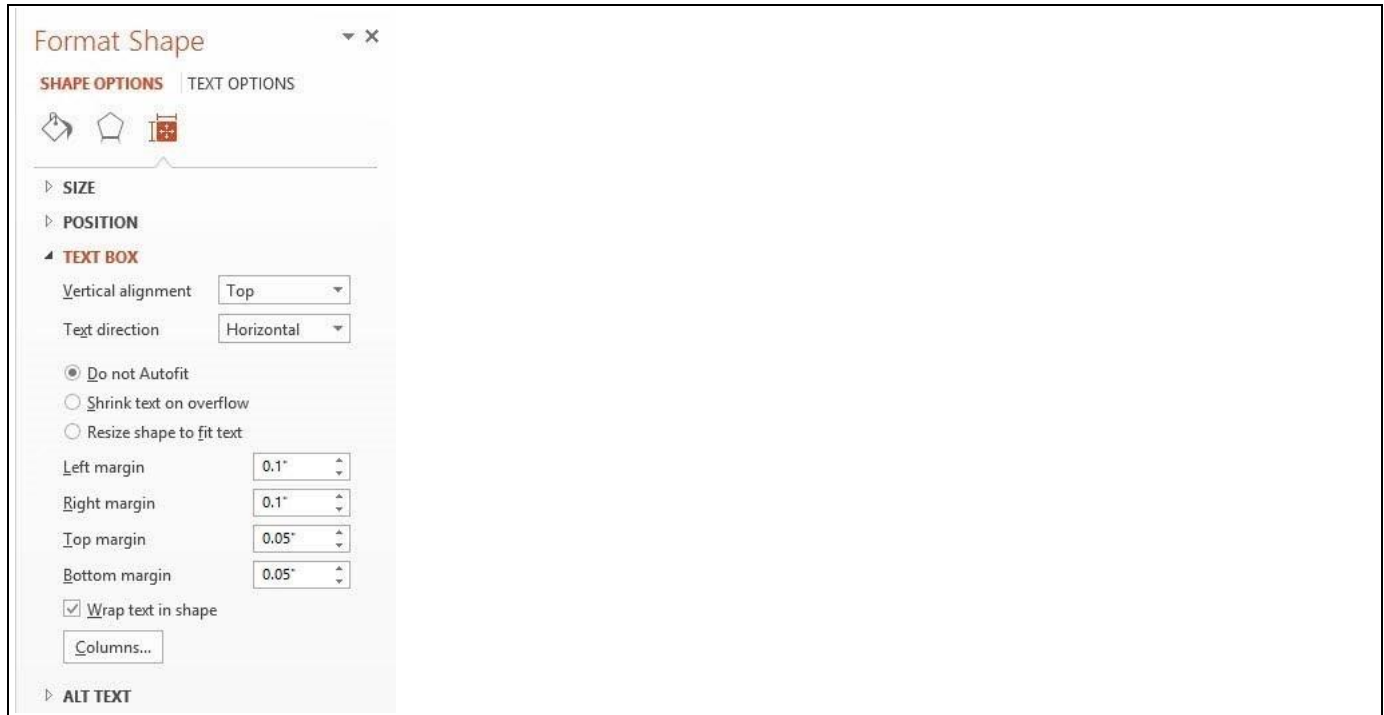 Format Shape
SHAPE OPTIONS TEXT OPTIONS
SIZE
POSITION
TEXT BOX
Vertical alignment Top
Text direction Horizontal
Do not Autofit
Shrink text on overflow
Resize shape to fit text
Left margin 0.1"
Right margin 0.1"
Top margin 0.05"
Bottom margin 0.05"
Wrap text in shape
Columns...
ALT TEXT